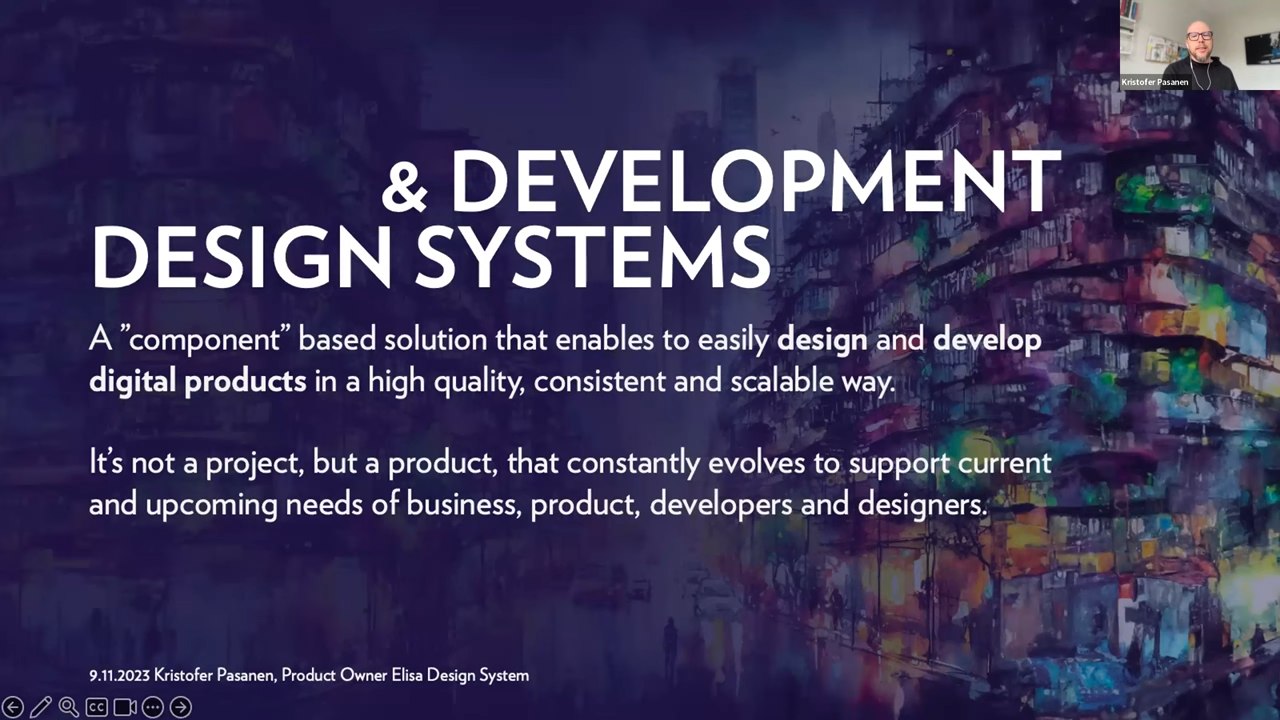 Kristofer Pasanen
& DEVELOPMENT
DESIGN SYSTEMS
A ”component” based solution that enables to easily design and develop
digital products in a high quality, consistent and scalable way.
It’s not a project, but a product, that constantly evolves to support current
and upcoming needs of business, product, developers and designers.
9.11.2023 Kristofer Pasanen, Product Owner Elisa Design System
CC